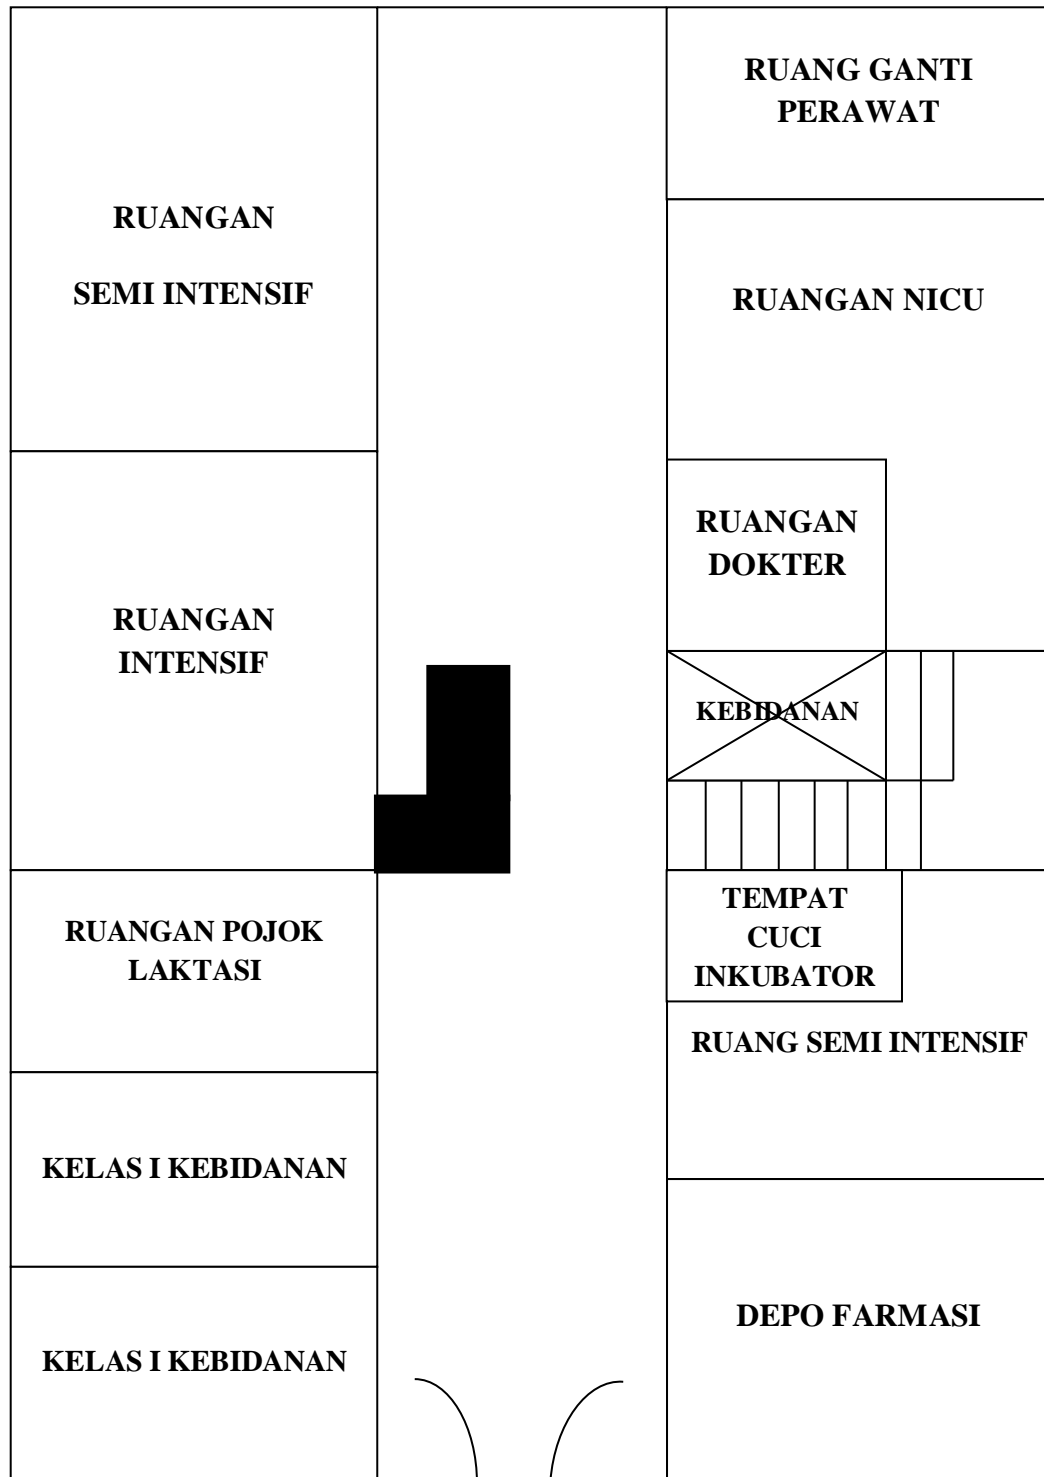 RUANGAN
SEMI INTENSIF
RUANGAN
INTENSIF
RUANGAN POJOK
LAKTASI
KELAS I KEBIDANAN
KELAS I KEBIDANAN
RUANG GANTI
PERAWAT
RUANGAN NICU
RUANGAN
DOKTER
KEBIDANAN
TEMPAT
CUCI
INKUBATOR
RUANG SEMI INTENSIF
DEPO FARMASI